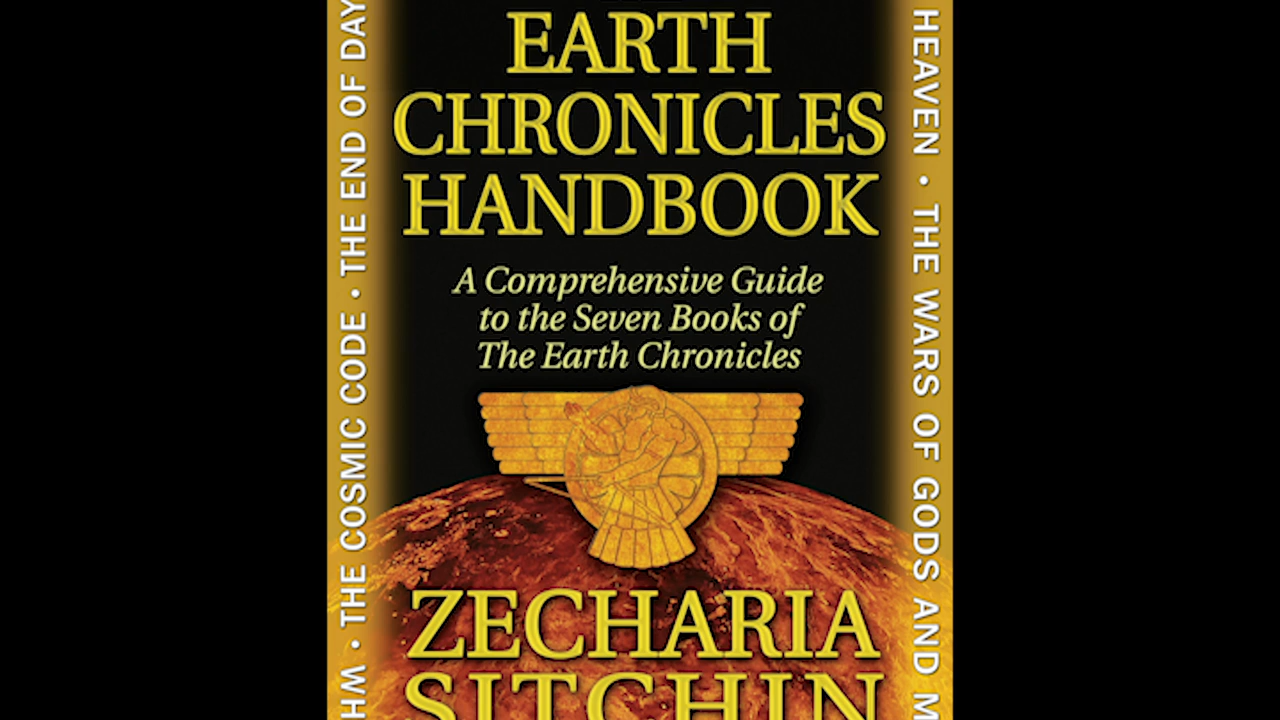 EARTH
CHRONICLES
HANDBOOK
A Comprehensive Guide
to the Seven Books of
The Earth Chronicles
ZECHARIA
SITCHIN
THE COSMIC CODE • THE END OF DAY
HEAVEN • THE WARS OF GODS AND M